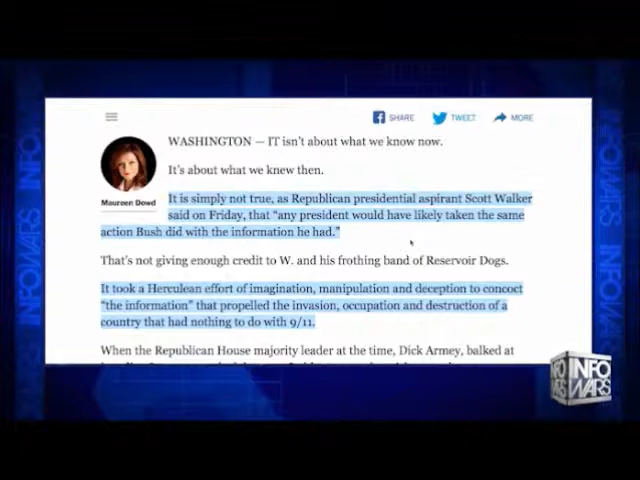 SHARE TWEET MORE
WASHINGTON — IT isn't about what we know now.
It's about what we knew then.
Maureen Dowd
It is simply not true, as Republican presidential aspirant Scott Walker
said on Friday, that “any president would have likely taken the same
action Bush did with the information he had.”
That's not giving enough credit to W. and his frothing band of Reservoir Dogs.
It took a Herculean effort of imagination, manipulation and deception to concoct
“the information” that propelled the invasion, occupation and destruction of a
country that had nothing to do with 9/11.
When the Republican House majority leader at the time, Dick Armey, balked at
INFO
WARS
INFOWARS
INFOWARS